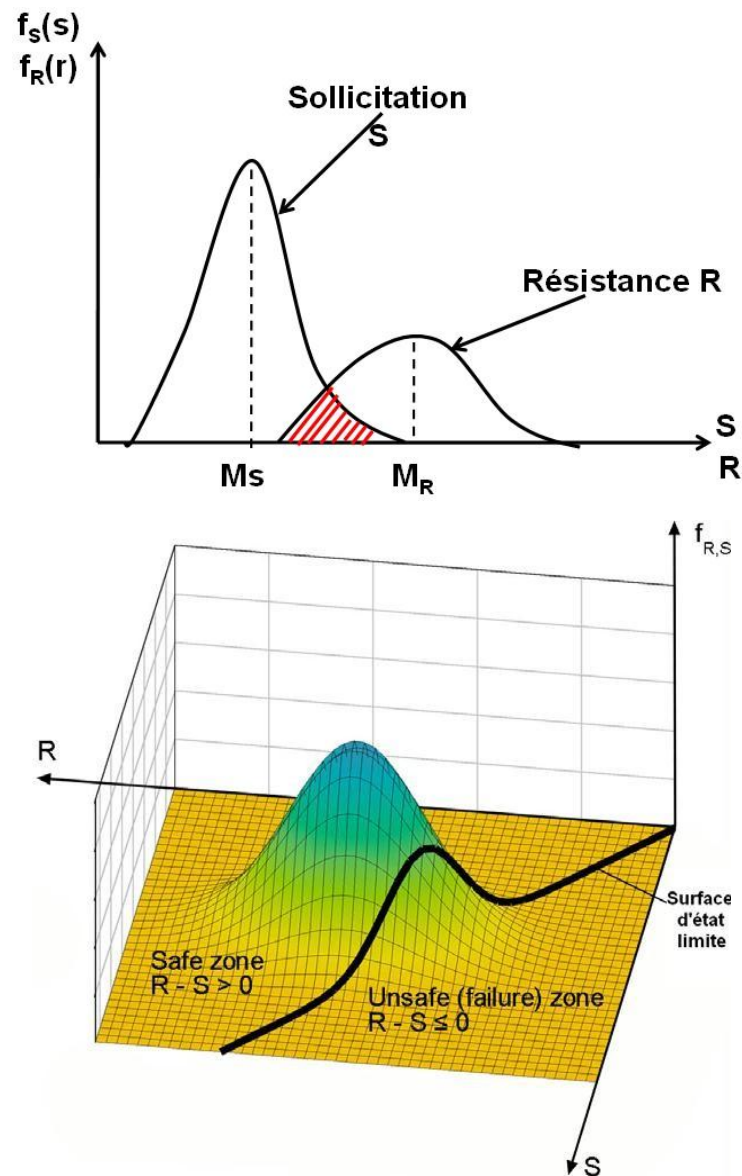 fs(s)
fR(r)
Sollicitation
S
Résistance R
S
R
Ms
MR
fR,S
R
Surface
d'état
limite
Safe zone
R - S > 0
Unsafe (failure) zone
R - S ≤ 0
S